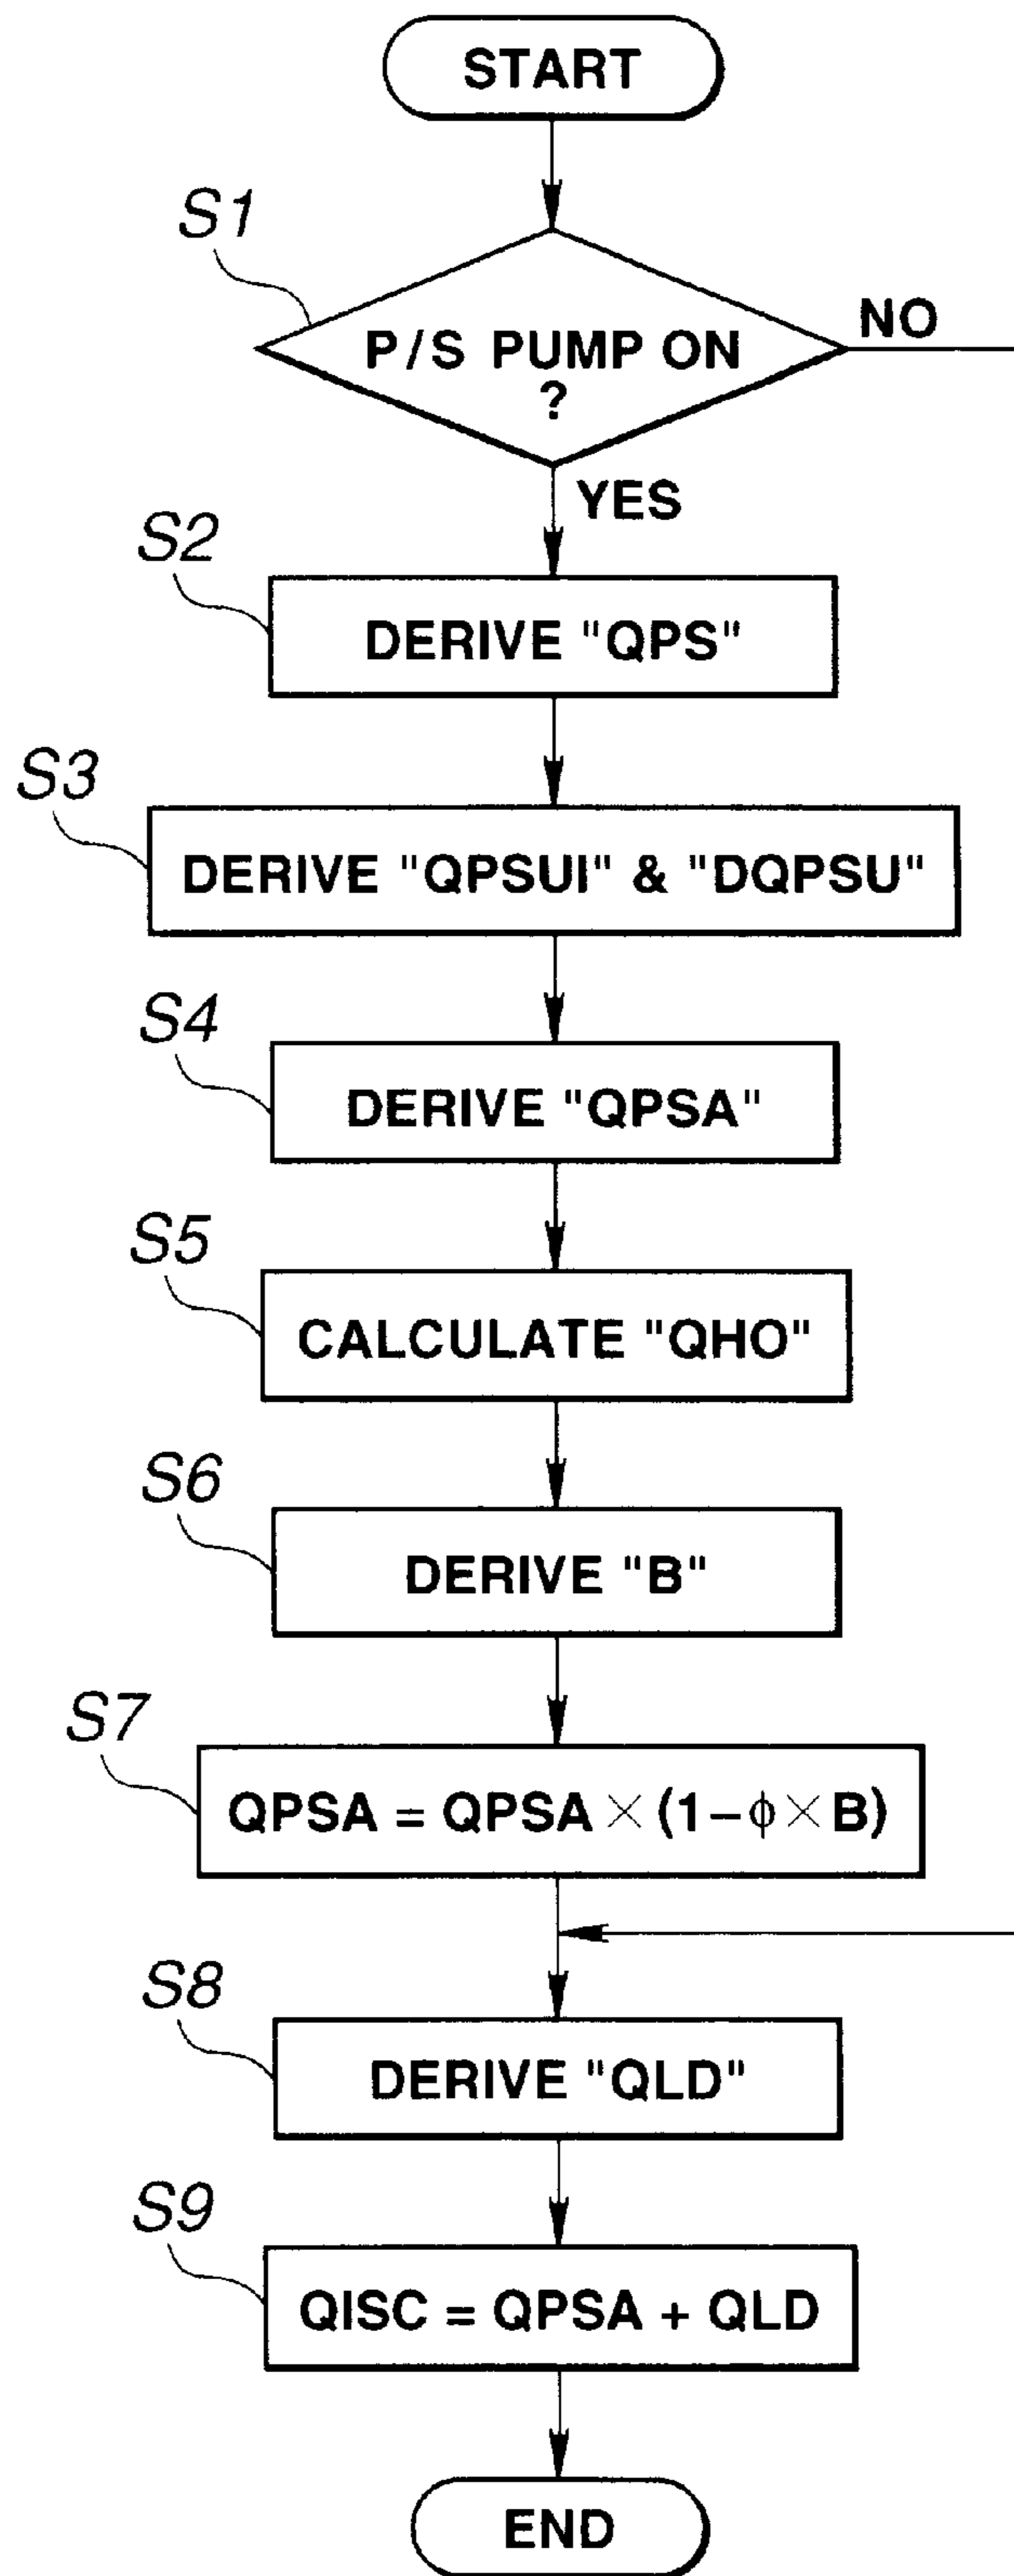 START
S1
P/S PUMP ON
?
NO
YES
S2
DERIVE "QPS"
S3
DERIVE "QPSUI" & "DQPSU"
S4
DERIVE "QPSA"
S5
CALCULATE "QHO"
S6
DERIVE "B"
S7
QPSA = QPSA × (1−ϕ×B)
S8
DERIVE "QLD"
S9
QISC = QPSA + QLD
END